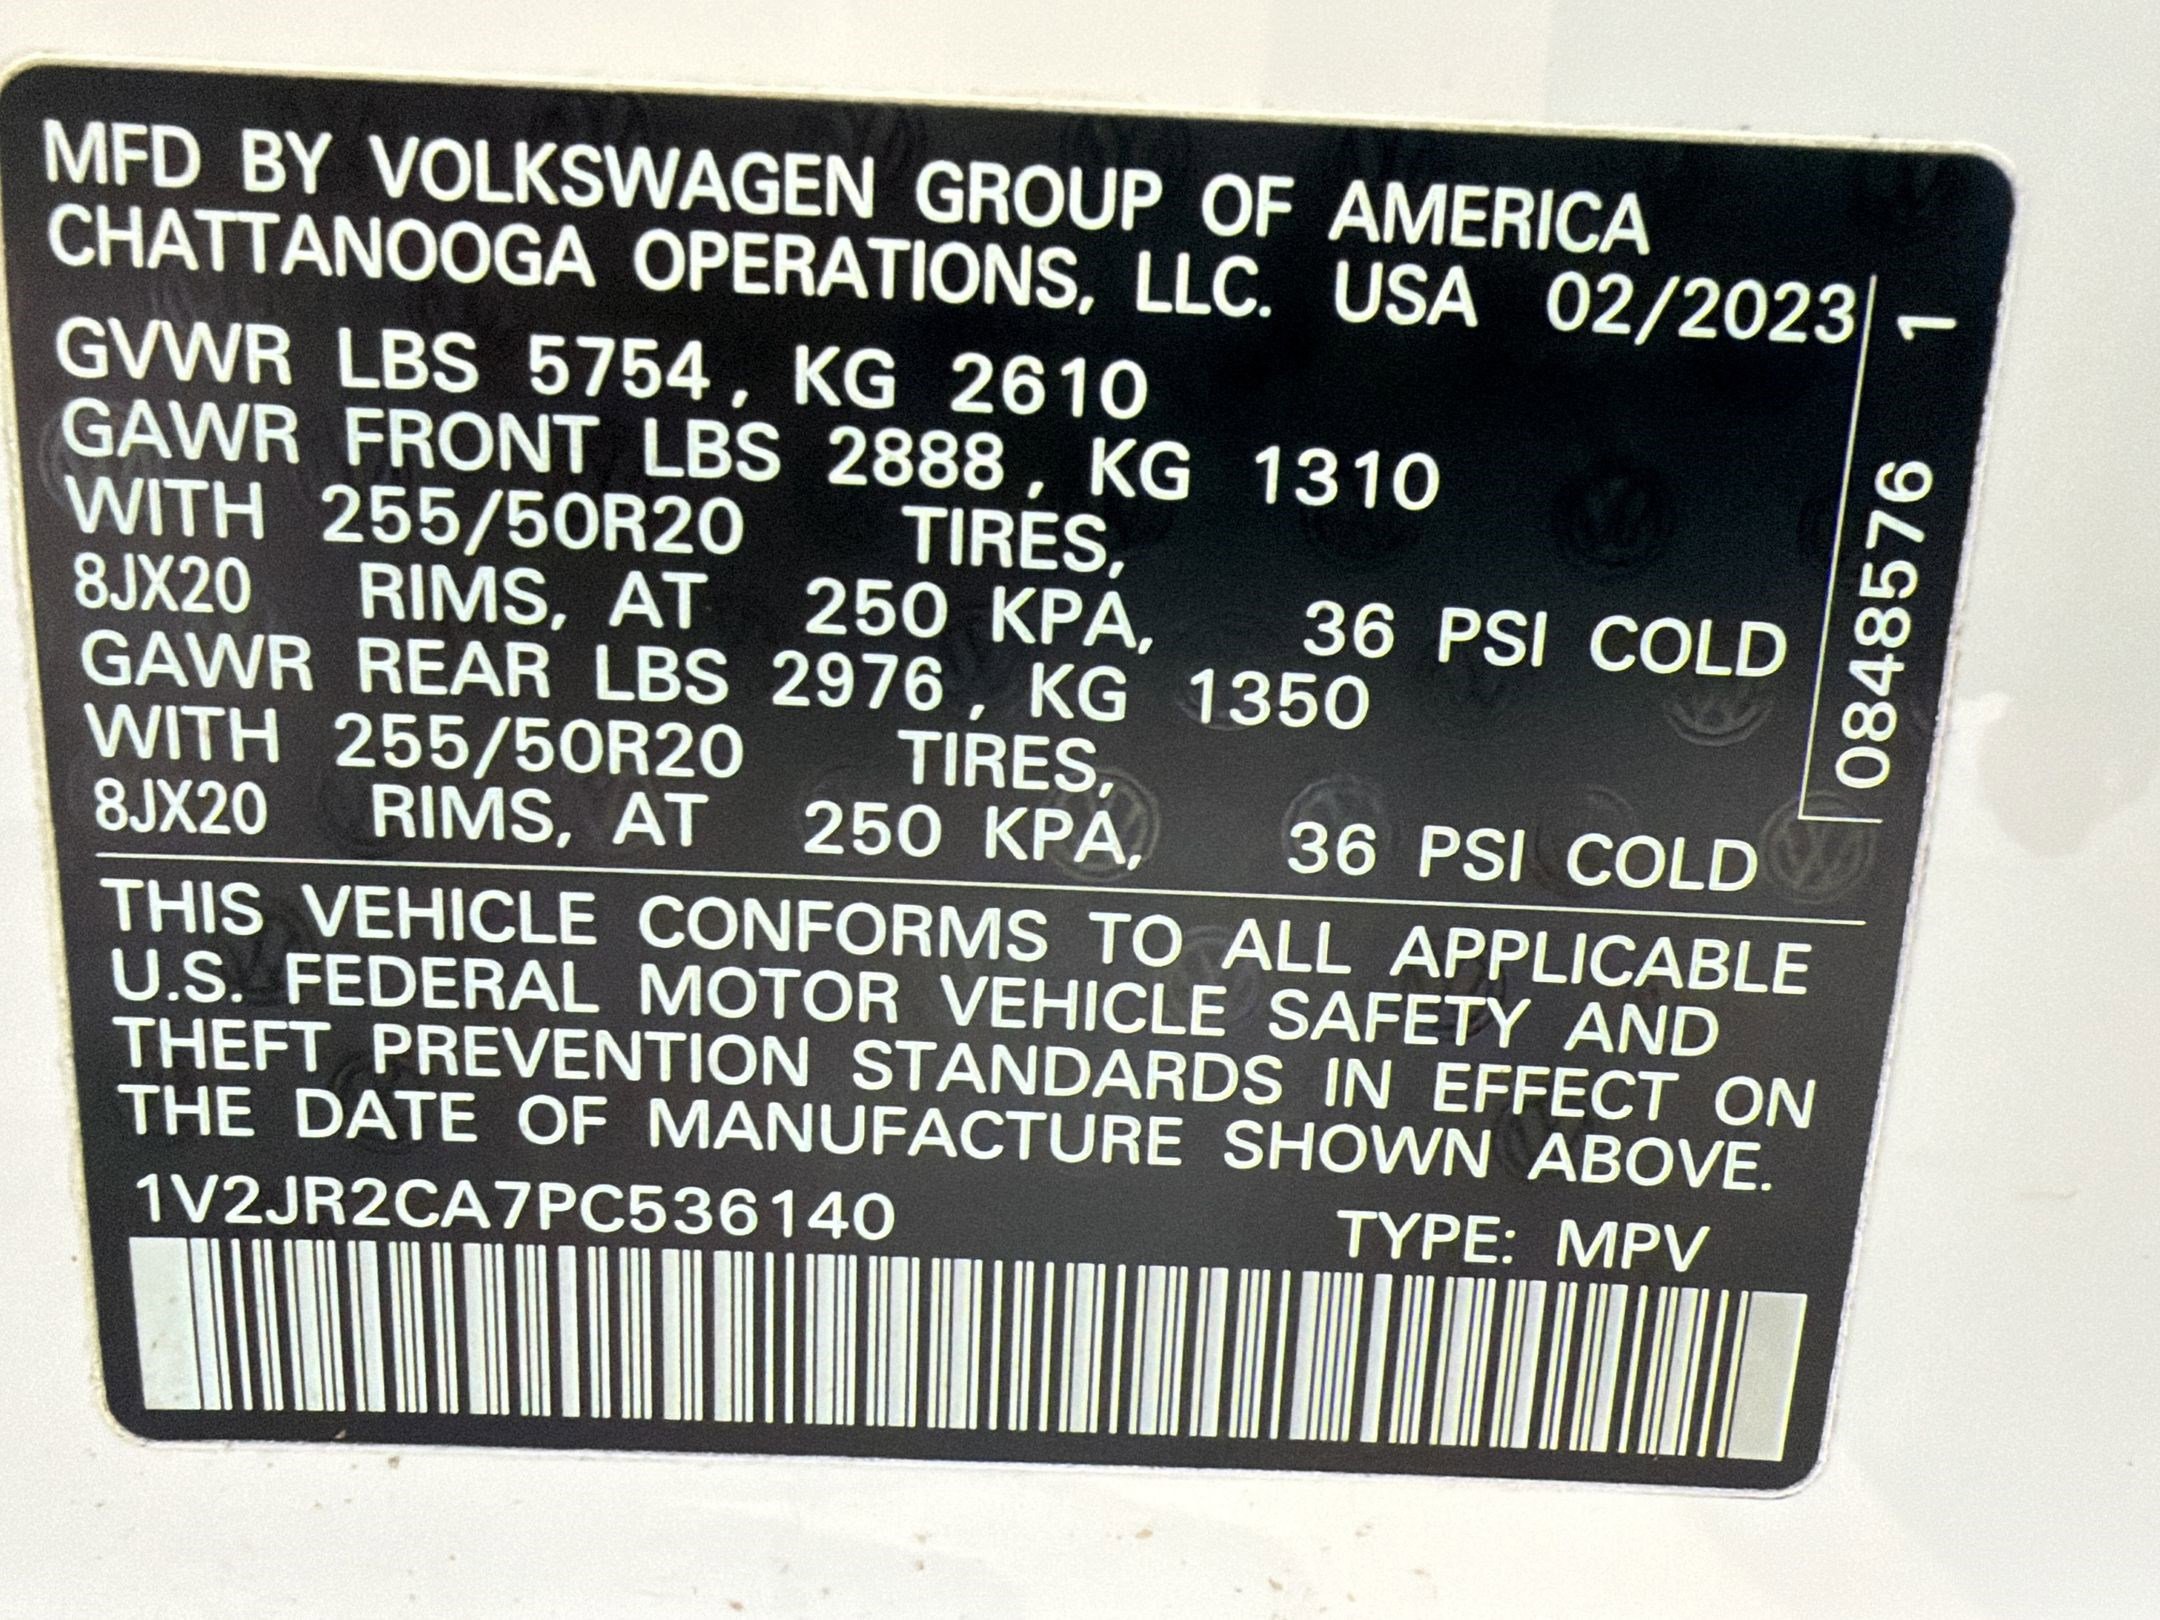 MFD BY VOLKSWAGEN GROUP OF AMERICA
CHATTANOOGA OPERATIONS, LLC. USA 02/2023
GVWR LBS 5754, KG 2610
GAWR FRONT LBS 2888, KG 1310
WITH 255/50R20 TIRES,
8JX20 RIMS, AT 250 KPA, 36 PSI COLD
GAWR REAR LBS 2976, KG 1350
WITH 255/50R20 TIRES,
8JX20 RIMS, AT 250 KPA, 36 PSI COLD
0848576 1
THIS VEHICLE CONFORMS TO ALL APPLICABLE
U.S. FEDERAL MOTOR VEHICLE SAFETY AND
THEFT PREVENTION STANDARDS IN EFFECT ON
THE DATE OF MANUFACTURE SHOWN ABOVE.
1V2JR2CA7PC536140 TYPE: MPV